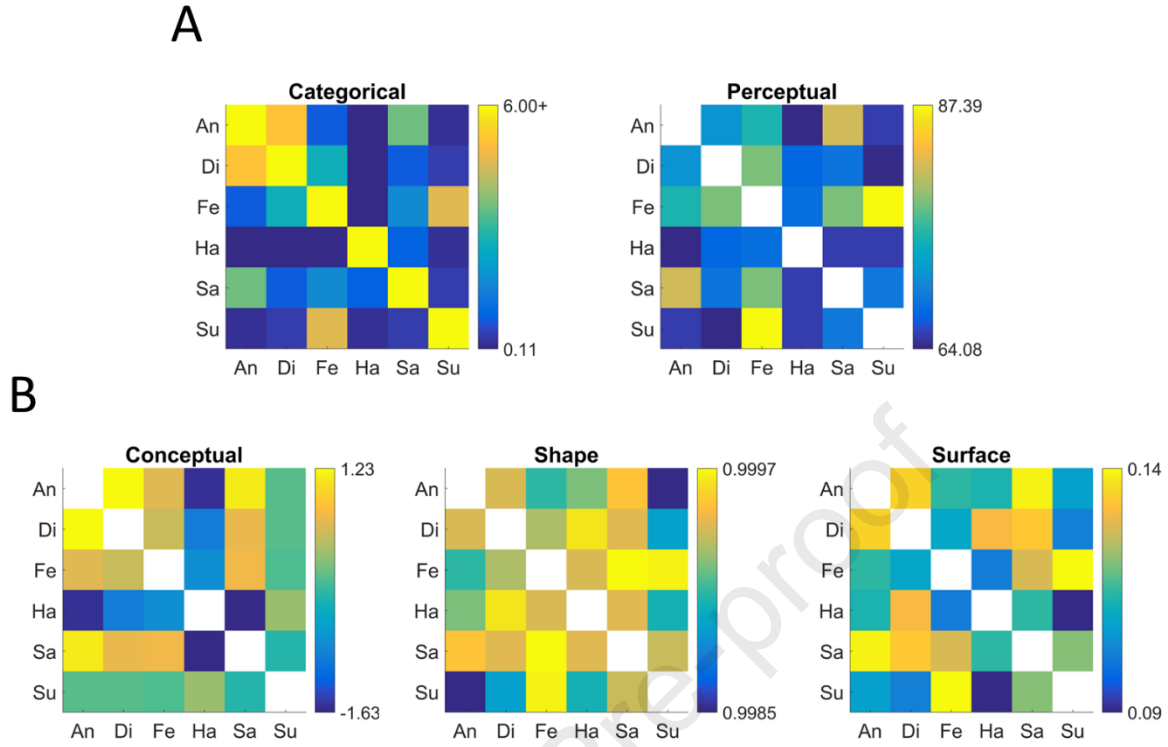 A
Categorical
Perceptual
An
Di
Fe
Ha
Sa
Su
An Di Fe Ha Sa Su
6.00+
0.11
An
Di
Fe
Ha
Sa
Su
An Di Fe Ha Sa Su
87.39
64.08
B
Conceptual
Shape
Surface
An
Di
Fe
Ha
Sa
Su
An Di Fe Ha Sa Su
1.23
-1.63
An
Di
Fe
Ha
Sa
Su
An Di Fe Ha Sa Su
0.9997
0.9985
An
Di
Fe
Ha
Sa
Su
An Di Fe Ha Sa Su
0.14
0.09
re-proof